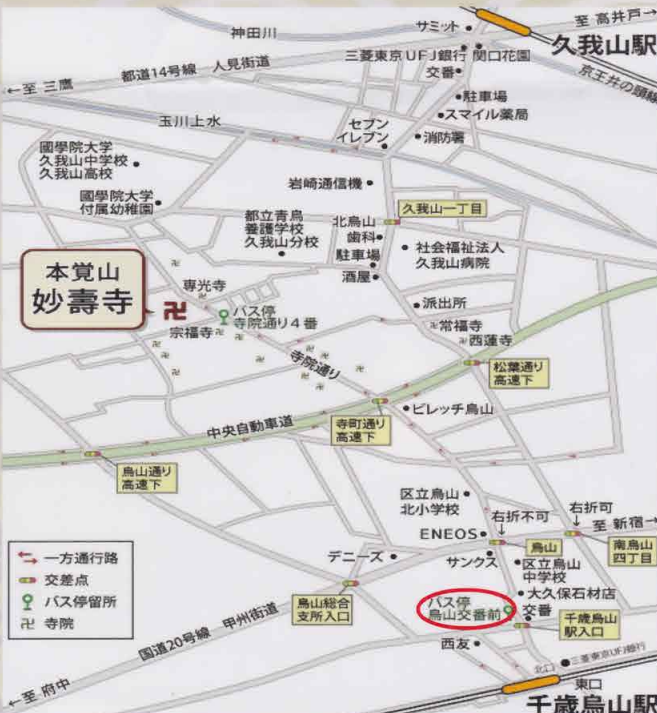 神田川
サミット
至 高井戸→
久我山駅
三菱東京UFJ銀行
関口花園
交番
京王井の頭線
←至 三鷹
都道14号線 人見街道
駐車場
スマイル薬局
玉川上水
セブン
イレブン
消防署
國學院大学
久我山中学校
久我山高校
國學院大学
付属幼稚園
岩崎通信機
久我山一丁目
都立青鳥
養護学校
久我山分校
北烏山
歯科
駐車場
酒屋
社会福祉法人
久我山病院
本覚山
妙壽寺
専光寺
バス停
寺院通り4番
宗福寺
派出所
常福寺
西蓮寺
寺院通り
松葉通り
高速下
中央自動車道
寺町通り
高速下
ビレッヂ烏山
烏山通り
高速下
区立烏山
北小学校
右折不可
右折可
至 新宿→
ENEOS
烏山
南烏山
四丁目
一方通行路
交差点
バス停留所
寺院
デニーズ
サンクス
区立烏山
中学校
大久保石材店
烏山総合
支所入口
バス停
烏山交番前
交番
千歳烏山
駅入口
国道20号線 甲州街道
西友
←至 府中
北口
三菱東京UFJ銀行
東口
千歳烏山駅